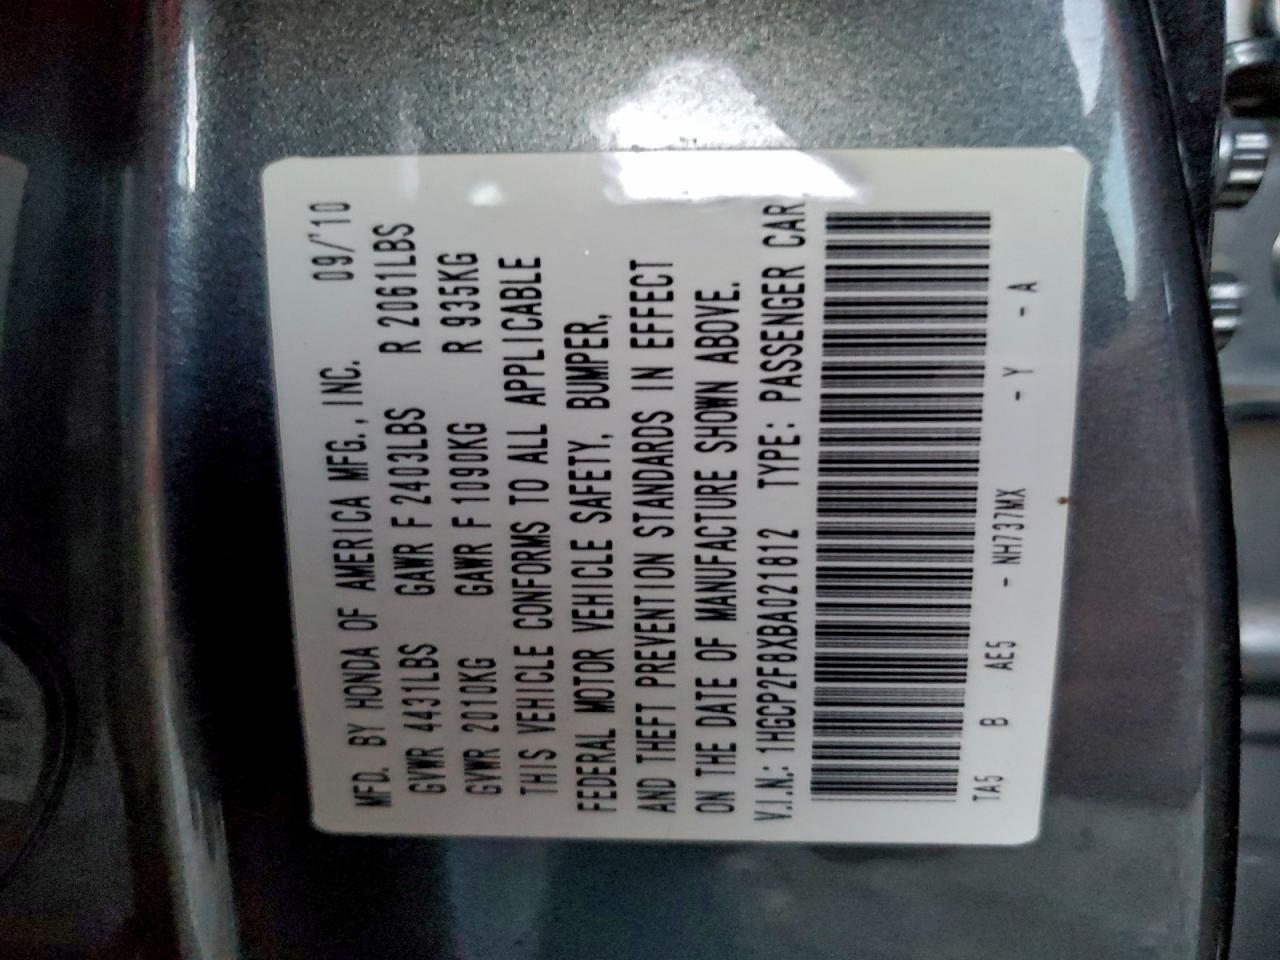 MFD. BY HONDA OF AMERICA MFG., INC. 09/'10
GVWR 4431LBS GAWR F 2403LBS R 2061LBS
GVWR 2010KG GAWR F 1090KG R 935KG
THIS VEHICLE CONFORMS TO ALL APPLICABLE
FEDERAL MOTOR VEHICLE SAFETY, BUMPER,
AND THEFT PREVENTION STANDARDS IN EFFECT
ON THE DATE OF MANUFACTURE SHOWN ABOVE.
V.I.N.: 1HGCP2F8XBA021812 TYPE: PASSENGER CAR
TA5 B AE5 - NH737MX - Y - A